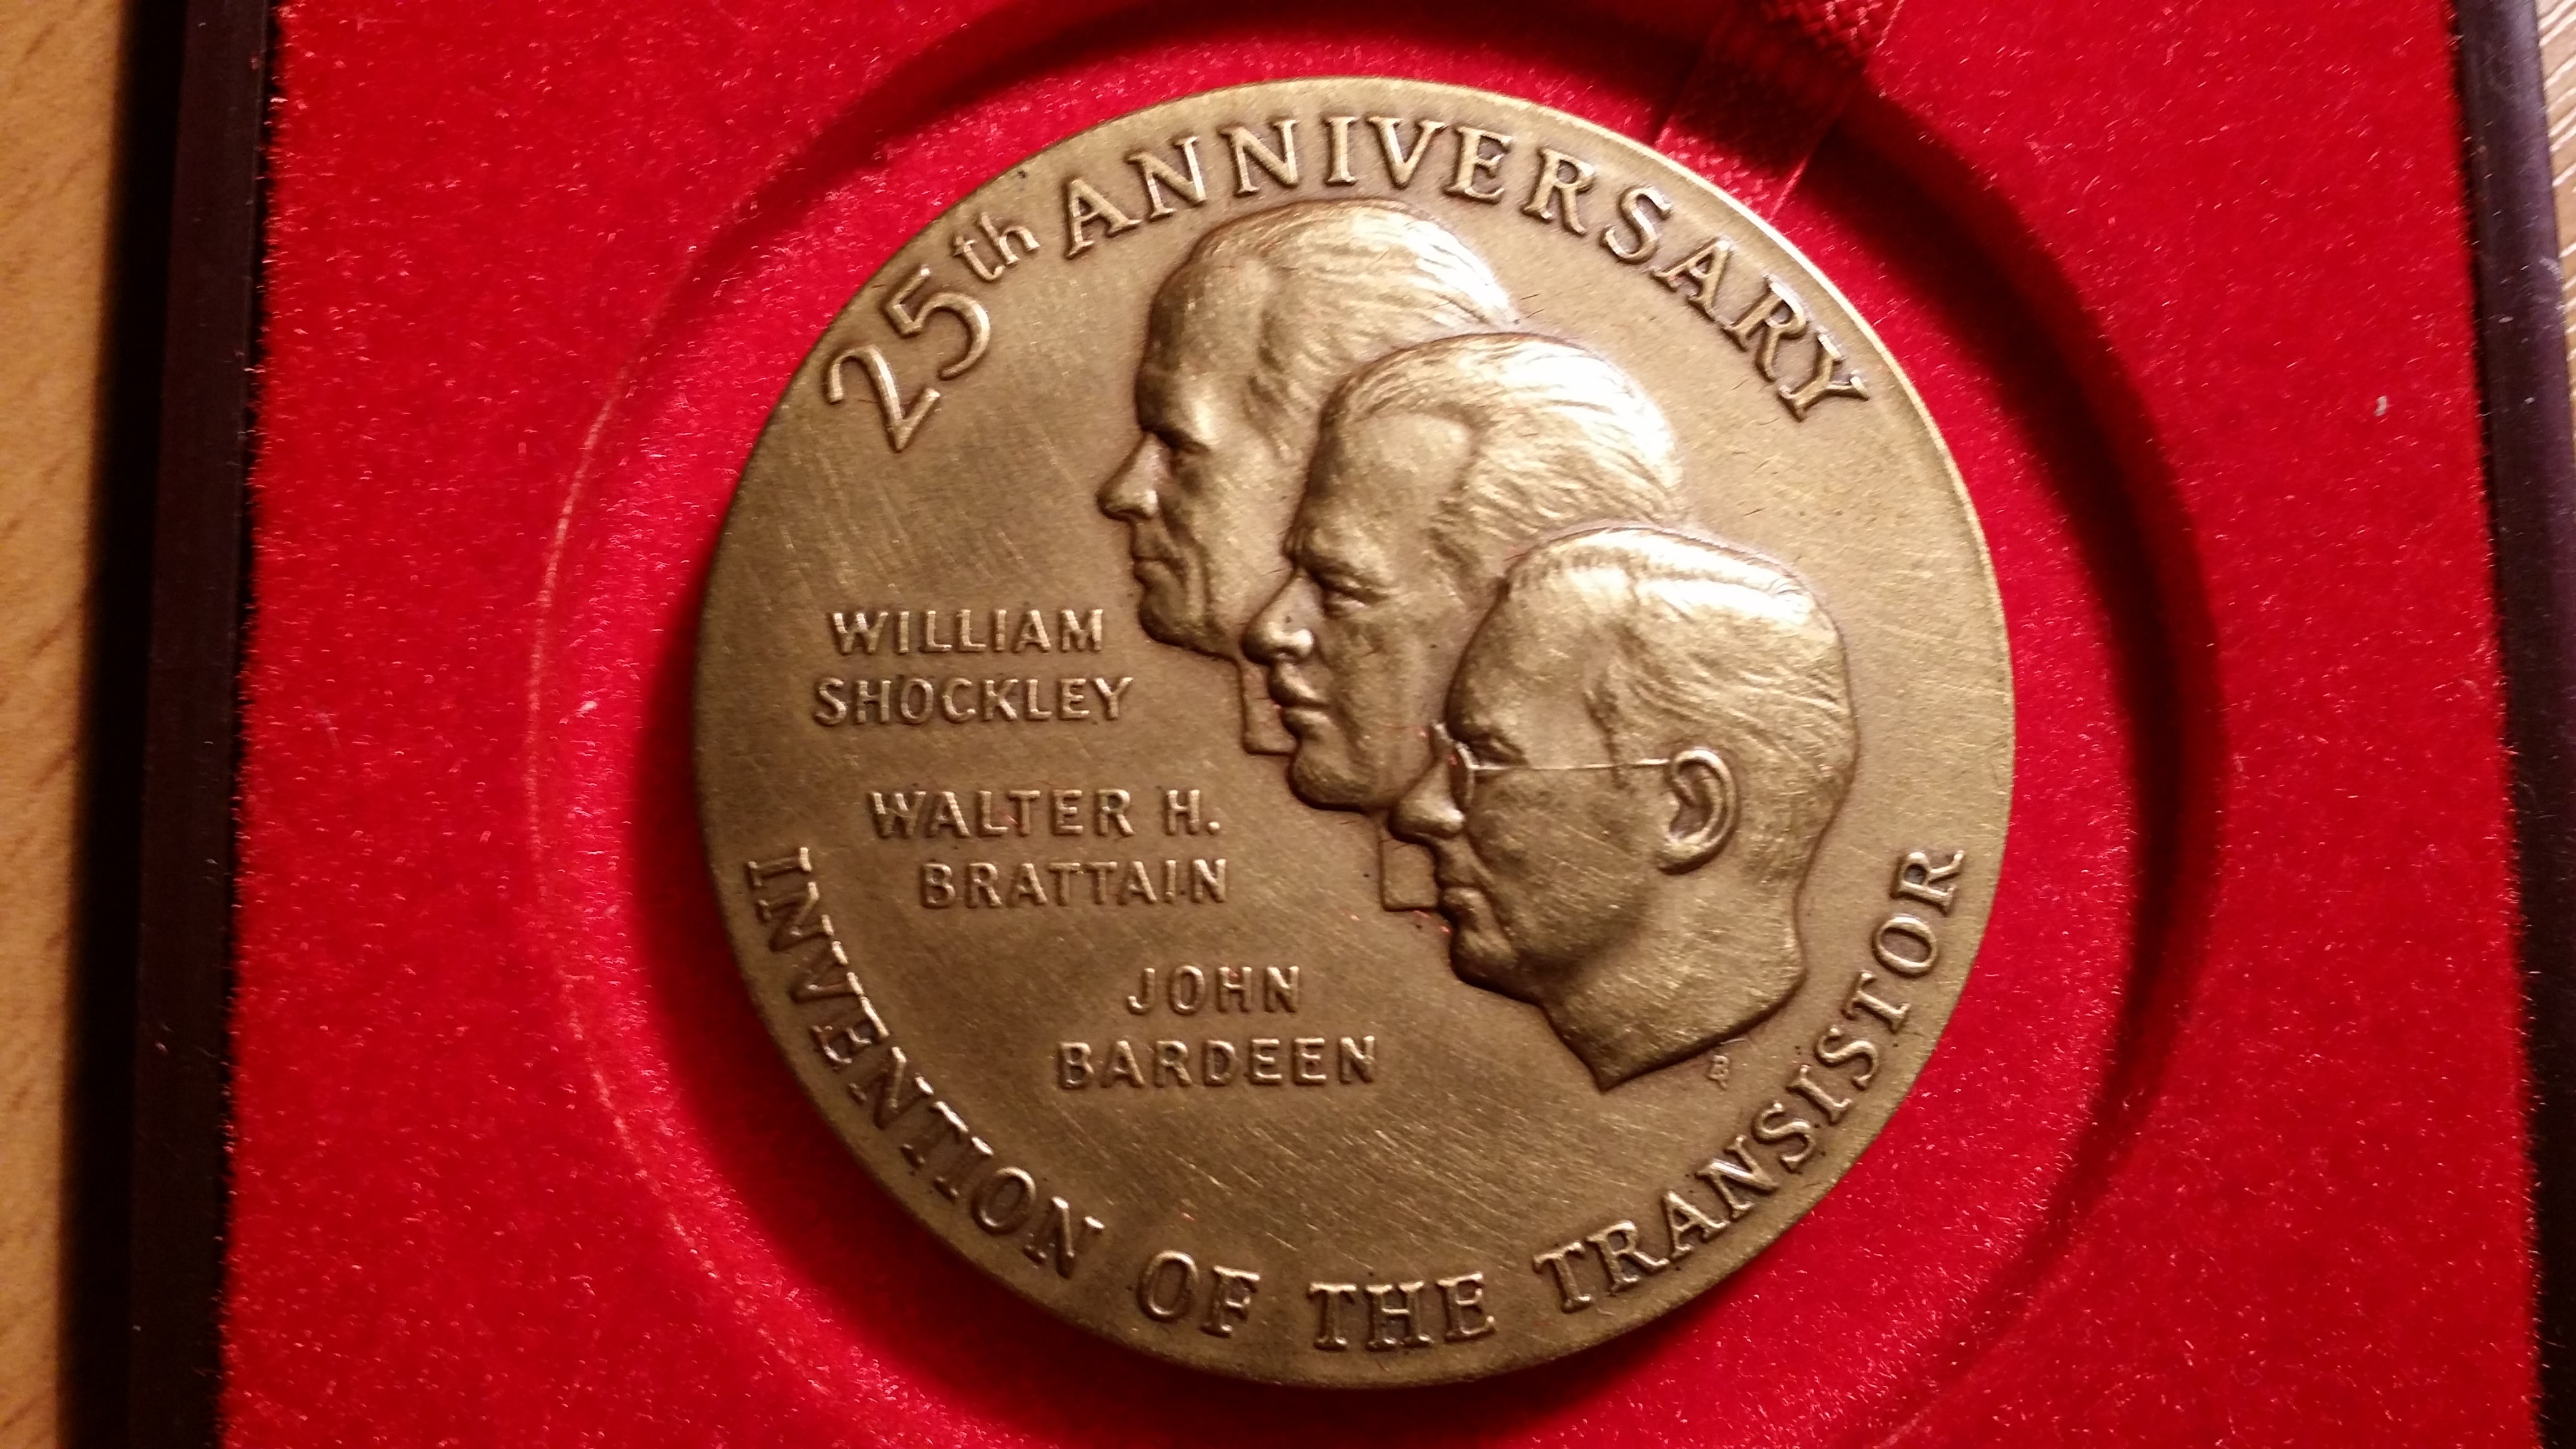 25th ANNIVERSARY
WILLIAM
SHOCKLEY
WALTER H.
BRATTAIN
JOHN
BARDEEN
INVENTION OF THE TRANSISTOR